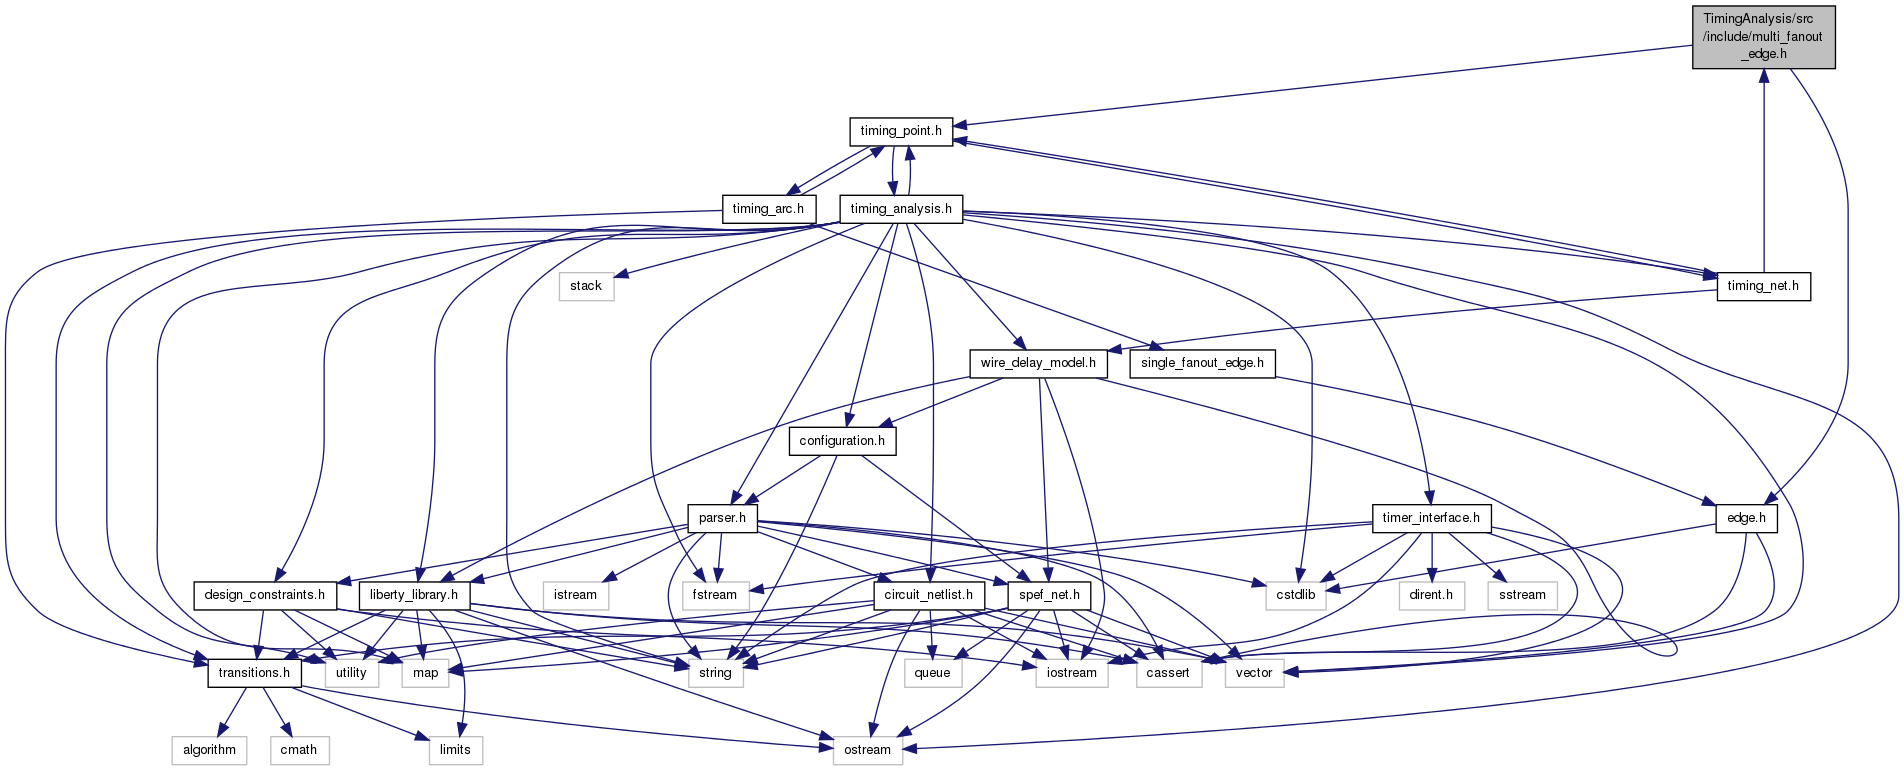 TimingAnalysis/src
/include/multi_fanout
_edge.h
timing_point.h
timing_arc.h
timing_analysis.h
stack
timing_net.h
wire_delay_model.h
single_fanout_edge.h
configuration.h
parser.h
timer_interface.h
edge.h
design_constraints.h
liberty_library.h
istream
fstream
circuit_netlist.h
spef_net.h
cstdlib
dirent.h
sstream
transitions.h
utility
map
string
queue
iostream
cassert
vector
algorithm
cmath
limits
ostream